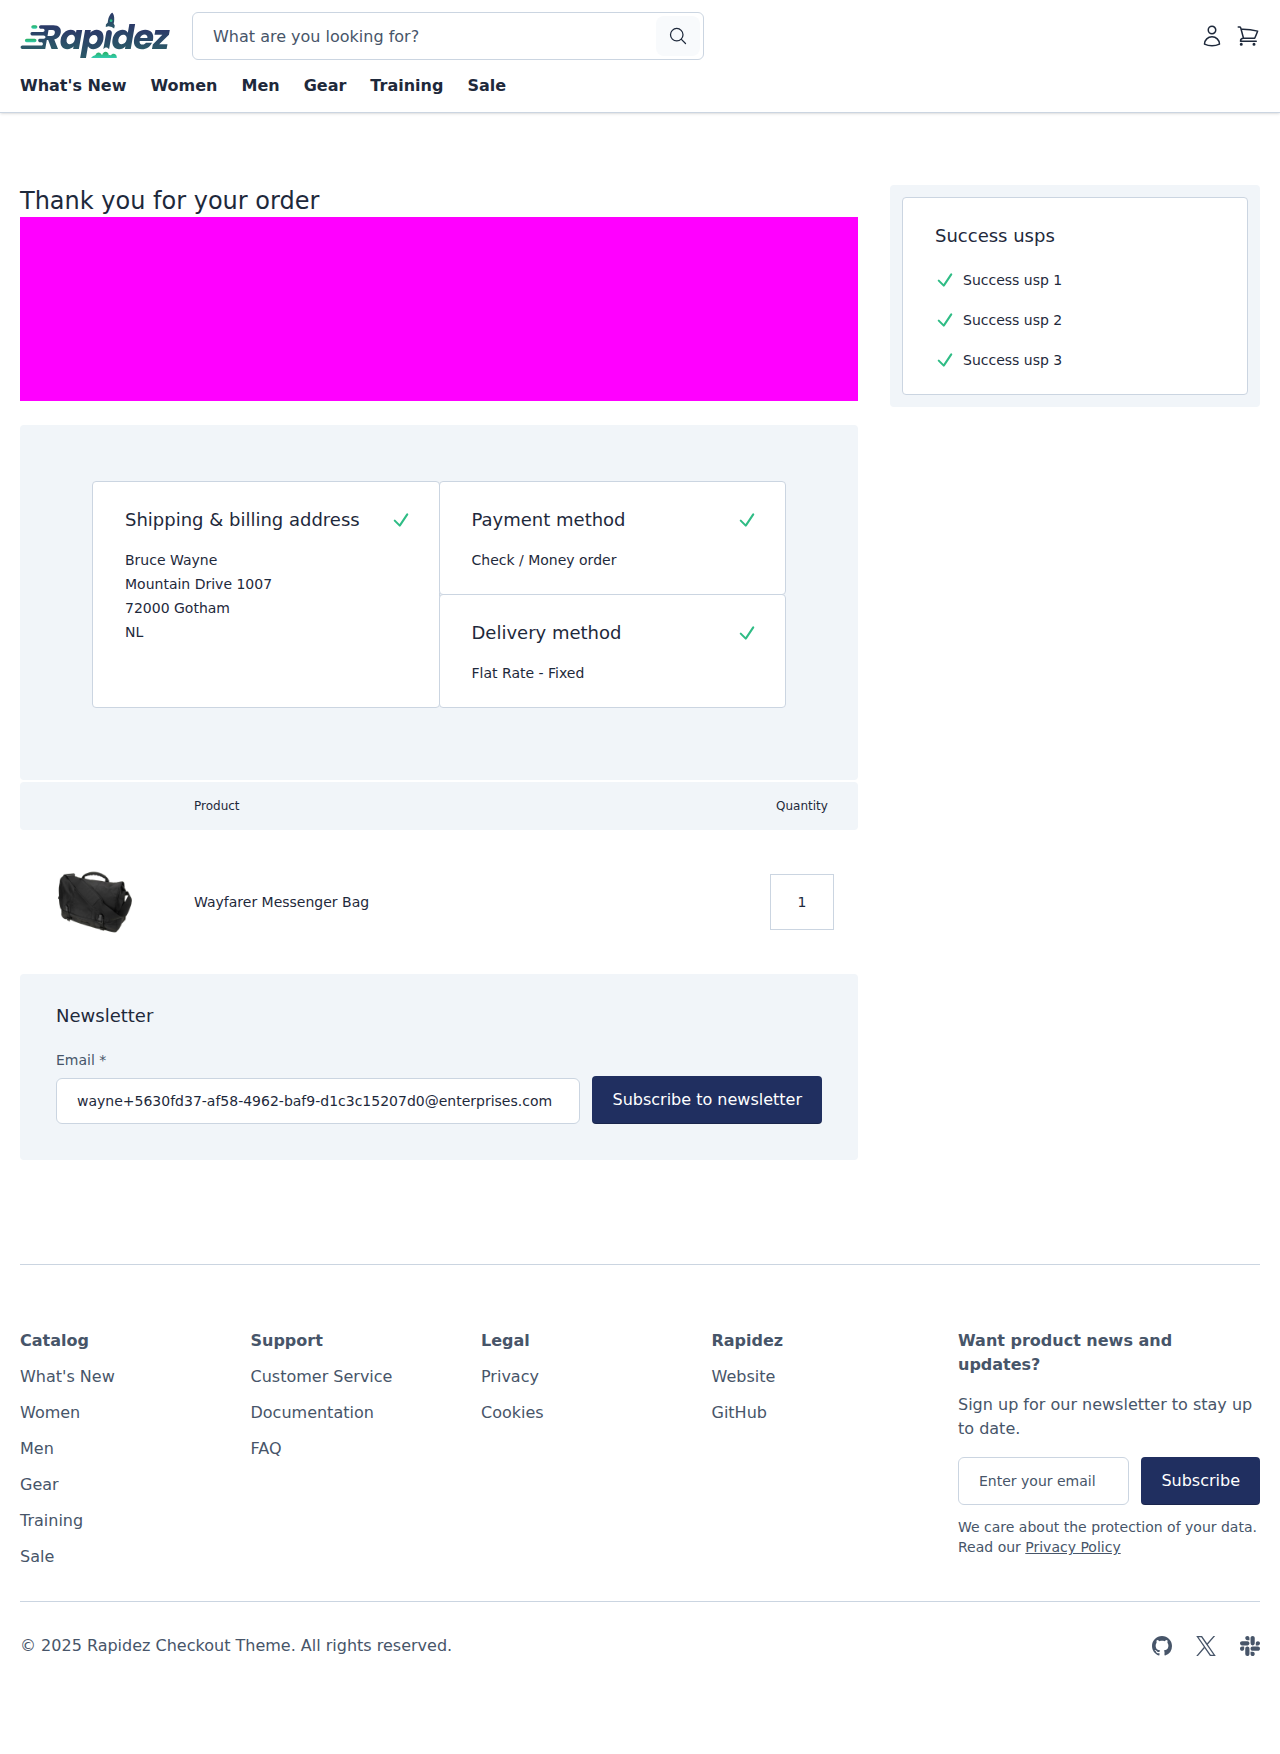 Rapidez
What are you looking for?
What's New Women Men Gear Training Sale
Thank you for your order
Success usps
Success usp 1
Success usp 2
Success usp 3
Shipping & billing address
Bruce Wayne
Mountain Drive 1007
72000 Gotham
NL
Payment method
Check / Money order
Delivery method
Flat Rate - Fixed
Product Quantity
Wayfarer Messenger Bag 1
Newsletter
Email *
wayne+5630fd37-af58-4962-baf9-d1c3c15207d0@enterprises.com
Subscribe to newsletter
Catalog
What's New
Women
Men
Gear
Training
Sale
Support
Customer Service
Documentation
FAQ
Legal
Privacy
Cookies
Rapidez
Website
GitHub
Want product news and
updates?
Sign up for our newsletter to stay up
to date.
Enter your email
Subscribe
We care about the protection of your data.
Read our Privacy Policy
© 2025 Rapidez Checkout Theme. All rights reserved.